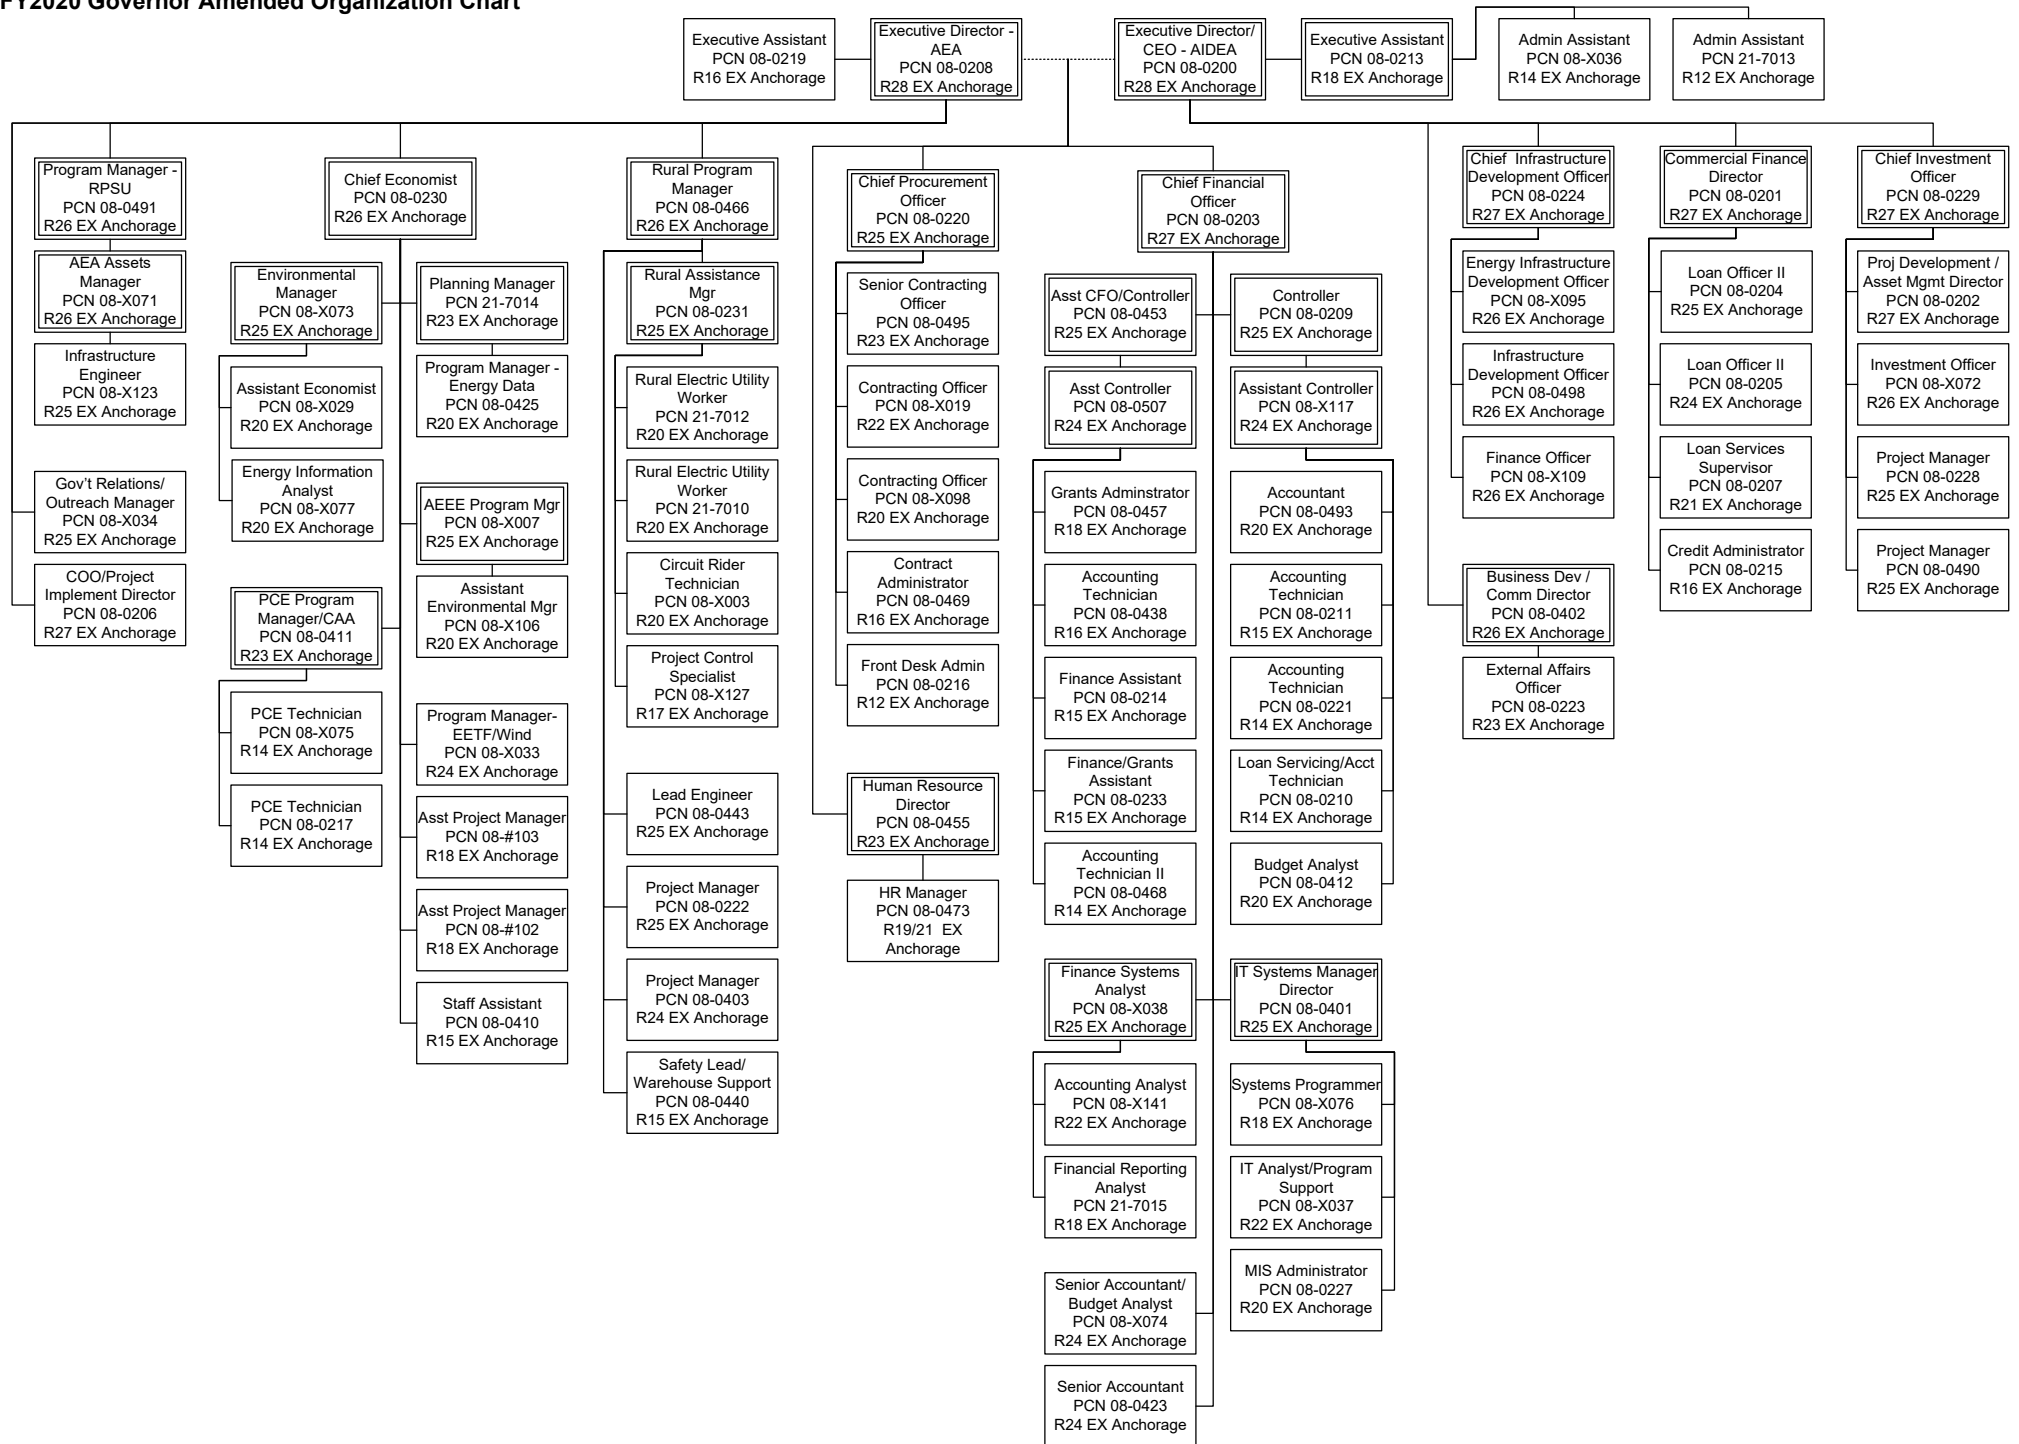 FY2020 Governor Amended Organization Chart
Executive Assistant
PCN 08-0219
R16 EX Anchorage
Executive Director -
AEA
PCN 08-0208
R28 EX Anchorage
Executive Director/
CEO - AIDEA
PCN 08-0200
R28 EX Anchorage
Executive Assistant
PCN 08-0213
R18 EX Anchorage
Admin Assistant
PCN 08-X036
R14 EX Anchorage
Admin Assistant
PCN 21-7013
R12 EX Anchorage
Program Manager -
RPSU
PCN 08-0491
R26 EX Anchorage
AEA Assets
Manager
PCN 08-X071
R26 EX Anchorage
Infrastructure
Engineer
PCN 08-X123
R25 EX Anchorage
Gov't Relations/
Outreach Manager
PCN 08-X034
R25 EX Anchorage
COO/Project
Implement Director
PCN 08-0206
R27 EX Anchorage
Chief Economist
PCN 08-0230
R26 EX Anchorage
Environmental
Manager
PCN 08-X073
R25 EX Anchorage
Assistant Economist
PCN 08-X029
R20 EX Anchorage
Energy Information
Analyst
PCN 08-X077
R20 EX Anchorage
PCE Program
Manager/CAA
PCN 08-0411
R23 EX Anchorage
PCE Technician
PCN 08-X075
R14 EX Anchorage
PCE Technician
PCN 08-0217
R14 EX Anchorage
Planning Manager
PCN 21-7014
R23 EX Anchorage
Program Manager -
Energy Data
PCN 08-0425
R20 EX Anchorage
AEEE Program Mgr
PCN 08-X007
R25 EX Anchorage
Assistant
Environmental Mgr
PCN 08-X106
R20 EX Anchorage
Program Manager-
EETF/Wind
PCN 08-X033
R24 EX Anchorage
Asst Project Manager
PCN 08-#103
R18 EX Anchorage
Asst Project Manager
PCN 08-#102
R18 EX Anchorage
Staff Assistant
PCN 08-0410
R15 EX Anchorage
Rural Program
Manager
PCN 08-0466
R26 EX Anchorage
Rural Assistance
Mgr
PCN 08-0231
R25 EX Anchorage
Rural Electric Utility
Worker
PCN 21-7012
R20 EX Anchorage
Rural Electric Utility
Worker
PCN 21-7010
R20 EX Anchorage
Circuit Rider
Technician
PCN 08-X003
R20 EX Anchorage
Project Control
Specialist
PCN 08-X127
R17 EX Anchorage
Lead Engineer
PCN 08-0443
R25 EX Anchorage
Project Manager
PCN 08-0222
R25 EX Anchorage
Project Manager
PCN 08-0403
R24 EX Anchorage
Safety Lead/
Warehouse Support
PCN 08-0440
R15 EX Anchorage
Chief Procurement
Officer
PCN 08-0220
R25 EX Anchorage
Senior Contracting
Officer
PCN 08-0495
R23 EX Anchorage
Contracting Officer
PCN 08-X019
R22 EX Anchorage
Contracting Officer
PCN 08-X098
R20 EX Anchorage
Contract
Administrator
PCN 08-0469
R16 EX Anchorage
Front Desk Admin
PCN 08-0216
R12 EX Anchorage
Human Resource
Director
PCN 08-0455
R23 EX Anchorage
HR Manager
PCN 08-0473
R19/21 EX
Anchorage
Chief Financial
Officer
PCN 08-0203
R27 EX Anchorage
Asst CFO/Controller
PCN 08-0453
R25 EX Anchorage
Asst Controller
PCN 08-0507
R24 EX Anchorage
Grants Adminstrator
PCN 08-0457
R18 EX Anchorage
Accounting
Technician
PCN 08-0438
R16 EX Anchorage
Finance Assistant
PCN 08-0214
R15 EX Anchorage
Finance/Grants
Assistant
PCN 08-0233
R15 EX Anchorage
Accounting
Technician II
PCN 08-0468
R14 EX Anchorage
Controller
PCN 08-0209
R25 EX Anchorage
Assistant Controller
PCN 08-X117
R24 EX Anchorage
Accountant
PCN 08-0493
R20 EX Anchorage
Accounting
Technician
PCN 08-0211
R15 EX Anchorage
Accounting
Technician
PCN 08-0221
R14 EX Anchorage
Loan Servicing/Acct
Technician
PCN 08-0210
R14 EX Anchorage
Budget Analyst
PCN 08-0412
R20 EX Anchorage
Finance Systems
Analyst
PCN 08-X038
R25 EX Anchorage
Accounting Analyst
PCN 08-X141
R22 EX Anchorage
Financial Reporting
Analyst
PCN 21-7015
R18 EX Anchorage
Senior Accountant/
Budget Analyst
PCN 08-X074
R24 EX Anchorage
Senior Accountant
PCN 08-0423
R24 EX Anchorage
IT Systems Manager
Director
PCN 08-0401
R25 EX Anchorage
Systems Programmer
PCN 08-X076
R18 EX Anchorage
IT Analyst/Program
Support
PCN 08-X037
R22 EX Anchorage
MIS Administrator
PCN 08-0227
R20 EX Anchorage
Chief Infrastructure
Development Officer
PCN 08-0224
R27 EX Anchorage
Energy Infrastructure
Development Officer
PCN 08-X095
R26 EX Anchorage
Infrastructure
Development Officer
PCN 08-0498
R26 EX Anchorage
Finance Officer
PCN 08-X109
R26 EX Anchorage
Business Dev /
Comm Director
PCN 08-0402
R26 EX Anchorage
External Affairs
Officer
PCN 08-0223
R23 EX Anchorage
Commercial Finance
Director
PCN 08-0201
R27 EX Anchorage
Loan Officer II
PCN 08-0204
R25 EX Anchorage
Loan Officer II
PCN 08-0205
R24 EX Anchorage
Loan Services
Supervisor
PCN 08-0207
R21 EX Anchorage
Credit Administrator
PCN 08-0215
R16 EX Anchorage
Chief Investment
Officer
PCN 08-0229
R27 EX Anchorage
Proj Development /
Asset Mgmt Director
PCN 08-0202
R27 EX Anchorage
Investment Officer
PCN 08-X072
R26 EX Anchorage
Project Manager
PCN 08-0228
R25 EX Anchorage
Project Manager
PCN 08-0490
R25 EX Anchorage